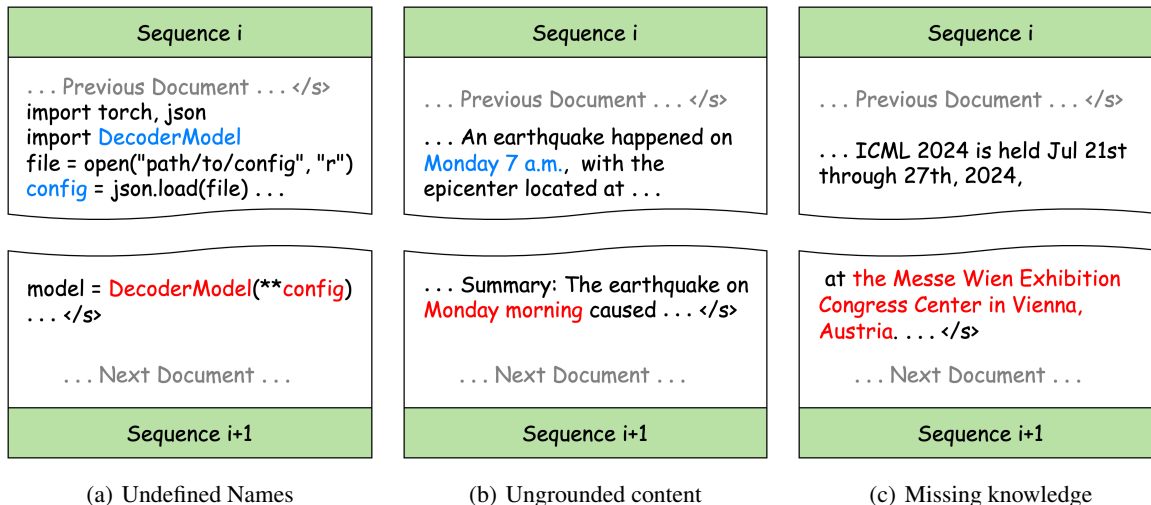 Sequence i
... Previous Document ... </s>
import torch, json
import DecoderModel
file = open("path/to/config", "r")
config = json.load(file) ...
model = DecoderModel(**config)
... </s>
... Next Document ...
Sequence i+1
(a) Undefined Names
Sequence i
... Previous Document ... </s>
... An earthquake happened on
Monday 7 a.m., with the
epicenter located at ...
... Summary: The earthquake on
Monday morning caused ... </s>
... Next Document ...
Sequence i+1
(b) Ungrounded content
Sequence i
... Previous Document ... </s>
... ICML 2024 is held Jul 21st
through 27th, 2024,
at the Messe Wien Exhibition
Congress Center in Vienna,
Austria. ... </s>
... Next Document ...
Sequence i+1
(c) Missing knowledge